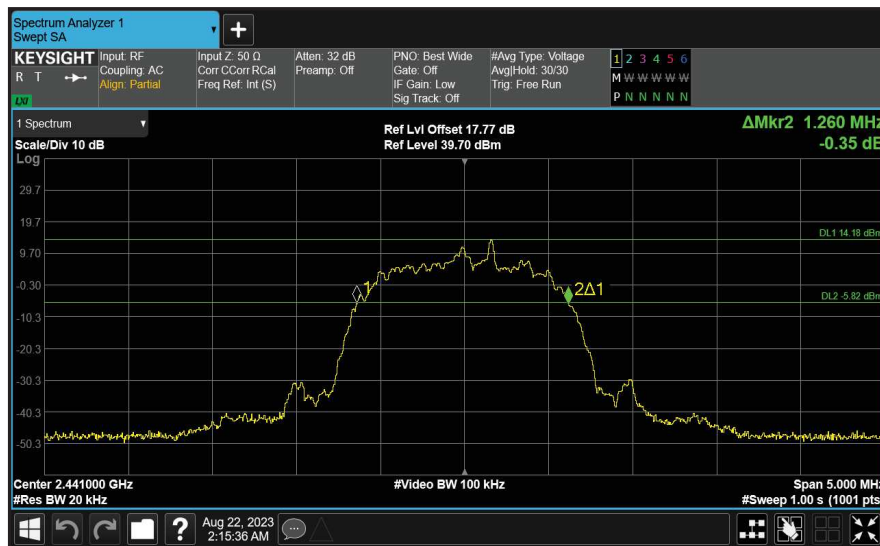 Spectrum Analyzer 1
Swept SA
+
KEYSIGHT
R T
LXI
Input: RF
Coupling: AC
Align: Partial
Input Z: 50 Ω
Corr CCorr RCal
Freq Ref: Int (S)
Atten: 32 dB
Preamp: Off
PNO: Best Wide
Gate: Off
IF Gain: Low
Sig Track: Off
#Avg Type: Voltage
Avg|Hold: 30/30
Trig: Free Run
1 2 3 4 5 6
M W W W W W
P N N N N N
1 Spectrum
Scale/Div 10 dB
Log
Ref Lvl Offset 17.77 dB
Ref Level 39.70 dBm
ΔMkr2 1.260 MHz
-0.35 dB
29.7
19.7
9.70
-0.30
-10.3
-20.3
-30.3
-40.3
-50.3
DL1 14.18 dBm
1
2Δ1
DL2 -5.82 dBm
Center 2.441000 GHz
#Res BW 20 kHz
#Video BW 100 kHz
Span 5.000 MHz
#Sweep 1.00 s (1001 pts
?
Aug 22, 2023
2:15:36 AM